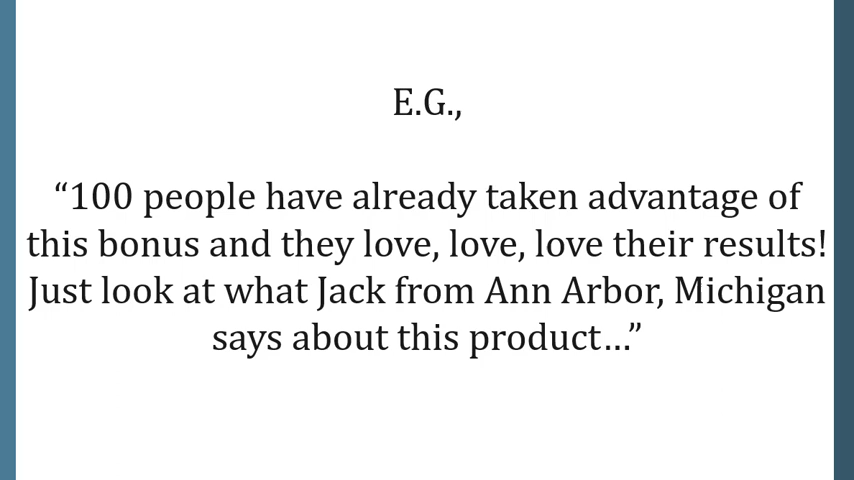 E.G.,
“100 people have already taken advantage of
this bonus and they love, love, love their results!
Just look at what Jack from Ann Arbor, Michigan
says about this product…”